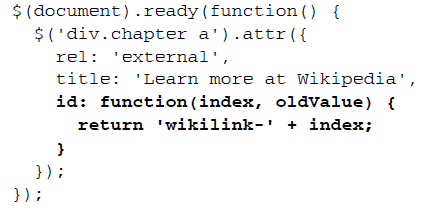 $(document).ready(function() {
  $('div.chapter a').attr({
    rel: 'external',
    title: 'Learn more at Wikipedia',
    id: function(index, oldValue) {
      return 'wikilink-' + index;
    }
  });
});